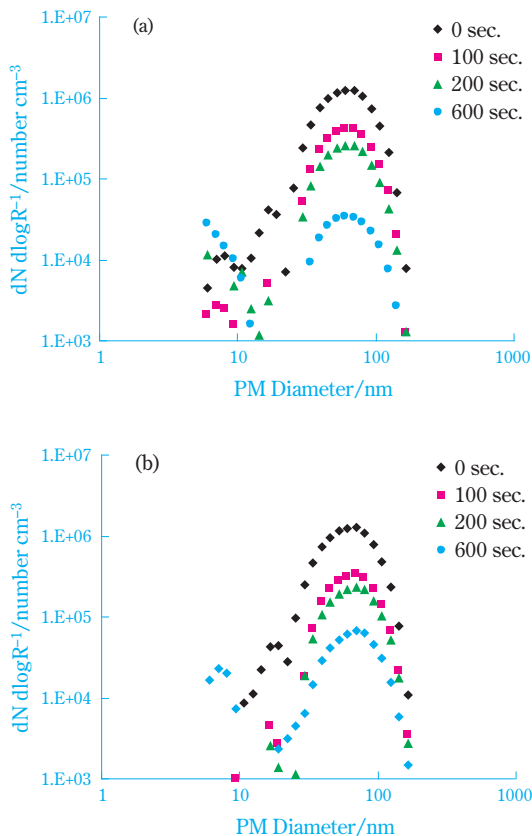 (a)
1.E+07
1.E+06
1.E+05
1.E+04
1.E+03
dN dlogR⁻¹/number cm⁻³
1
10
100
1000
PM Diameter/nm
0 sec.
100 sec.
200 sec.
600 sec.
(b)
1.E+07
1.E+06
1.E+05
1.E+04
1.E+03
dN dlogR⁻¹/number cm⁻³
1
10
100
1000
PM Diameter/nm
0 sec.
100 sec.
200 sec.
600 sec.